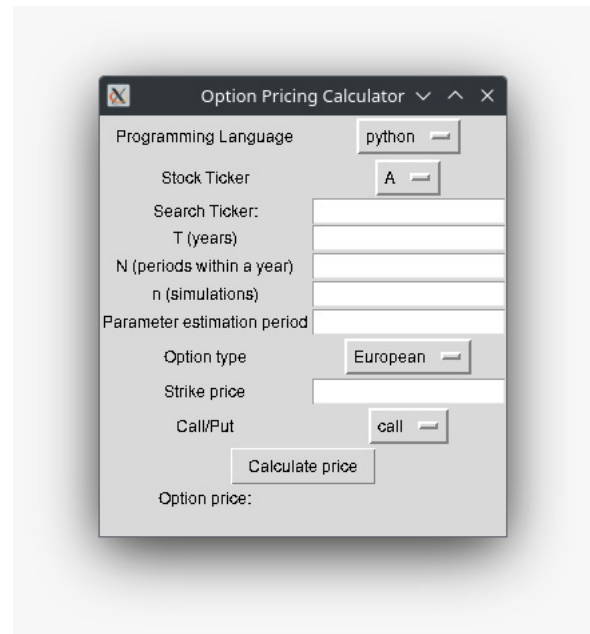 Option Pricing Calculator
Programming Language python
Stock Ticker A
Search Ticker:
T (years)
N (periods within a year)
n (simulations)
Parameter estimation period
Option type European
Strike price
Call/Put call
Calculate price
Option price: